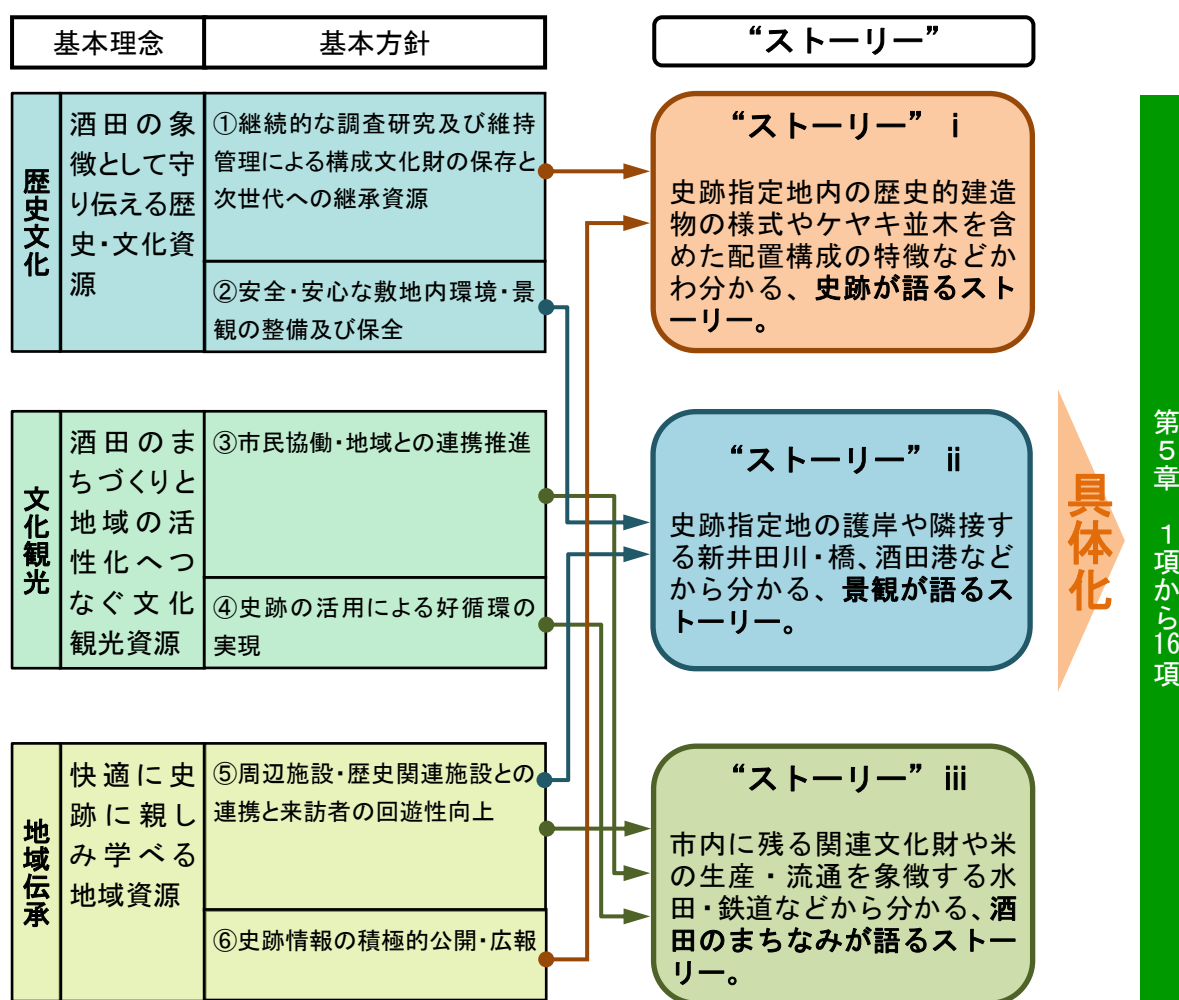 基本理念
基本方針
“ストーリー”
歴史文化
酒田の象
徴として守
り伝える歴
史・文化資
源
①継続的な調査研究及び維持
管理による構成文化財の保存と
次世代への継承資源
②安全・安心な敷地内環境・景
観の整備及び保全
“ストーリー” ⅰ
史跡指定地内の歴史的建造
物の様式やケヤキ並木を含
めた配置構成の特徴などか
わ分かる、史跡が語るスト
ーリー。
文化観光
酒田のま
ちづくりと
地域の活
性化へつ
なぐ文化
観光資源
③市民協働・地域との連携推進
④史跡の活用による好循環の
実現
“ストーリー” ⅱ
史跡指定地の護岸や隣接す
る新井田川・橋、酒田港など
から分かる、景観が語るス
トーリー。
地域伝承
快適に史
跡に親し
み学べる
地域資源
⑤周辺施設・歴史関連施設との
連携と来訪者の回遊性向上
⑥史跡情報の積極的公開・広報
“ストーリー” ⅲ
市内に残る関連文化財や米
の生産・流通を象徴する水
田・鉄道などから分かる、酒
田のまちなみが語るストー
リー。
具体化
第5章 1項から16項